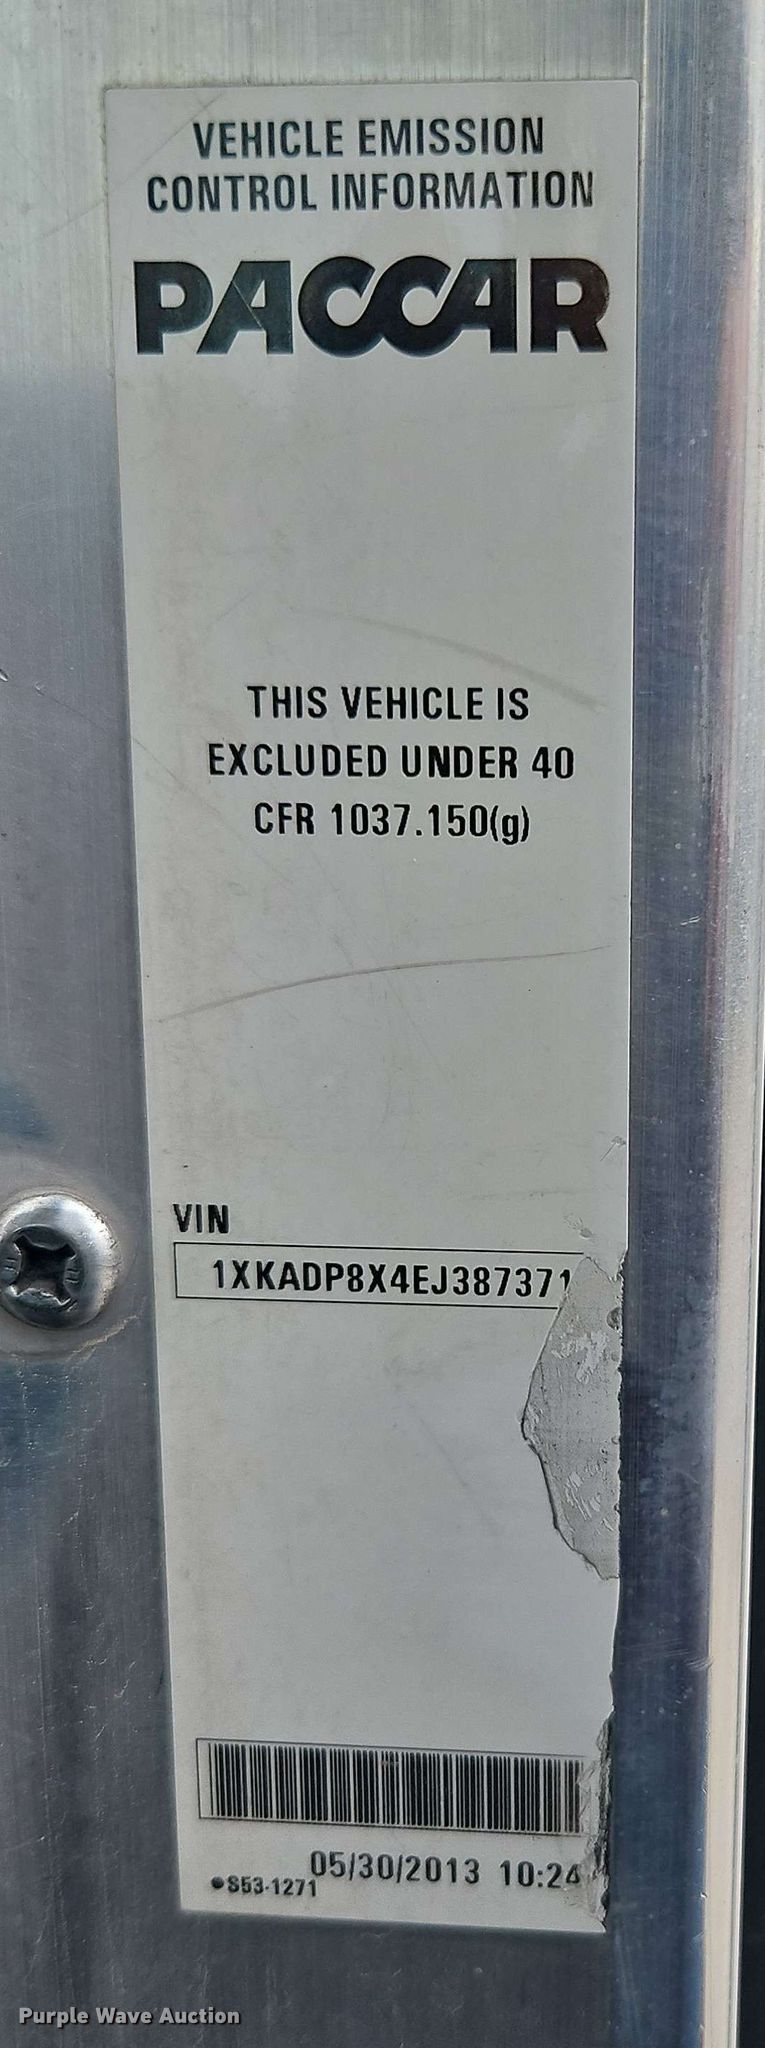 VEHICLE EMISSION
CONTROL INFORMATION
PACCAR
THIS VEHICLE IS
EXCLUDED UNDER 40
CFR 1037.150(g)
VIN
1XKADP8X4EJ387371
05/30/2013 10:24
•S53-1271
Purple Wave Auction